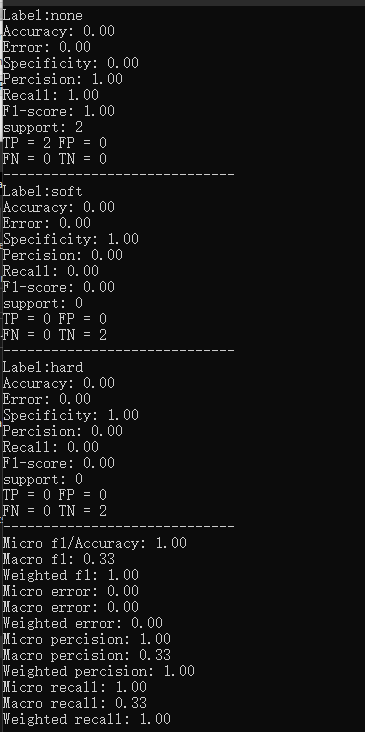 Label:none
Accuracy: 0.00
Error: 0.00
Specificity: 0.00
Percision: 1.00
Recall: 1.00
F1-score: 1.00
support: 2
TP = 2 FP = 0
FN = 0 TN = 0
-----------------------------
Label:soft
Accuracy: 0.00
Error: 0.00
Specificity: 1.00
Percision: 0.00
Recall: 0.00
F1-score: 0.00
support: 0
TP = 0 FP = 0
FN = 0 TN = 2
-----------------------------
Label:hard
Accuracy: 0.00
Error: 0.00
Specificity: 1.00
Percision: 0.00
Recall: 0.00
F1-score: 0.00
support: 0
TP = 0 FP = 0
FN = 0 TN = 2
-----------------------------
Micro f1/Accuracy: 1.00
Macro f1: 0.33
Weighted f1: 1.00
Micro error: 0.00
Macro error: 0.00
Weighted error: 0.00
Micro percision: 1.00
Macro percision: 0.33
Weighted percision: 1.00
Micro recall: 1.00
Macro recall: 0.33
Weighted recall: 1.00